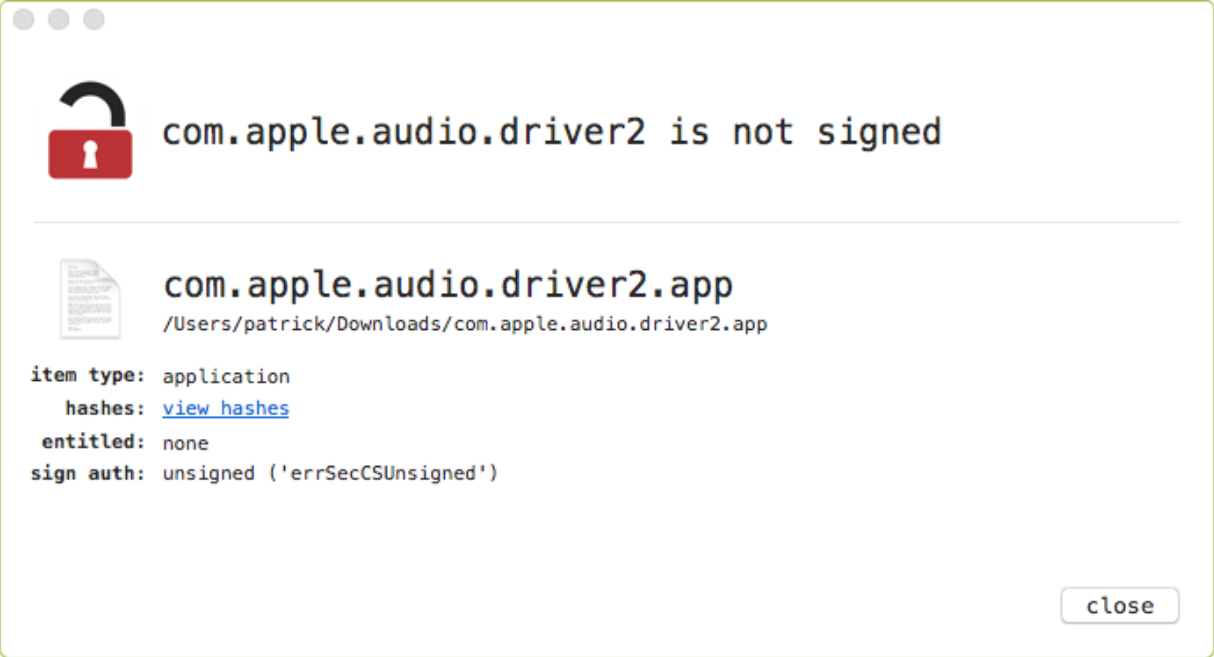 com.apple.audio.driver2 is not signed
com.apple.audio.driver2.app
/Users/patrick/Downloads/com.apple.audio.driver2.app
item type: application
hashes: view hashes
entitled: none
sign auth: unsigned ('errSecCSUnsigned')
close